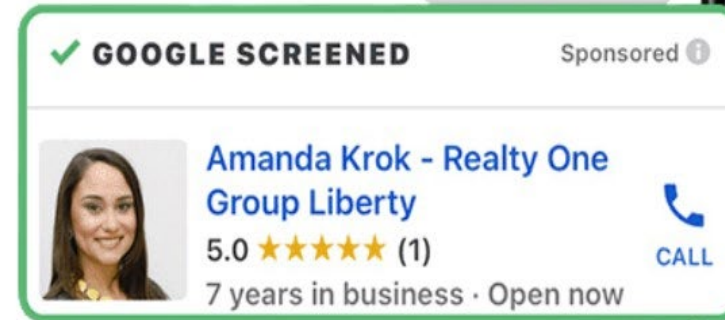 GOOGLE SCREENED
Sponsored
Amanda Krok - Realty One
Group Liberty
5.0 ★★★★★ (1)
CALL
7 years in business · Open now